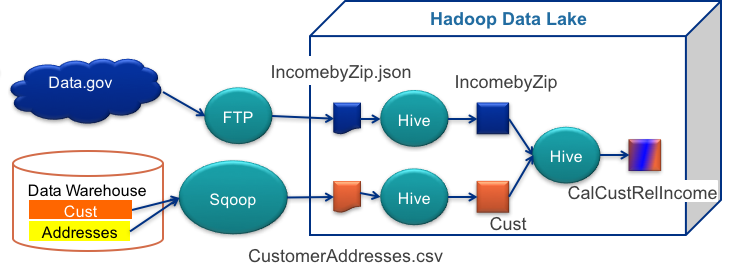 Hadoop Data Lake
IncomebyZip.json
IncomebyZip
Data.gov
FTP
Hive
Hive
Data Warehouse
Cust
Addresses
Sqoop
Hive
Cust
CalCustRelIncome
CustomerAddresses.csv